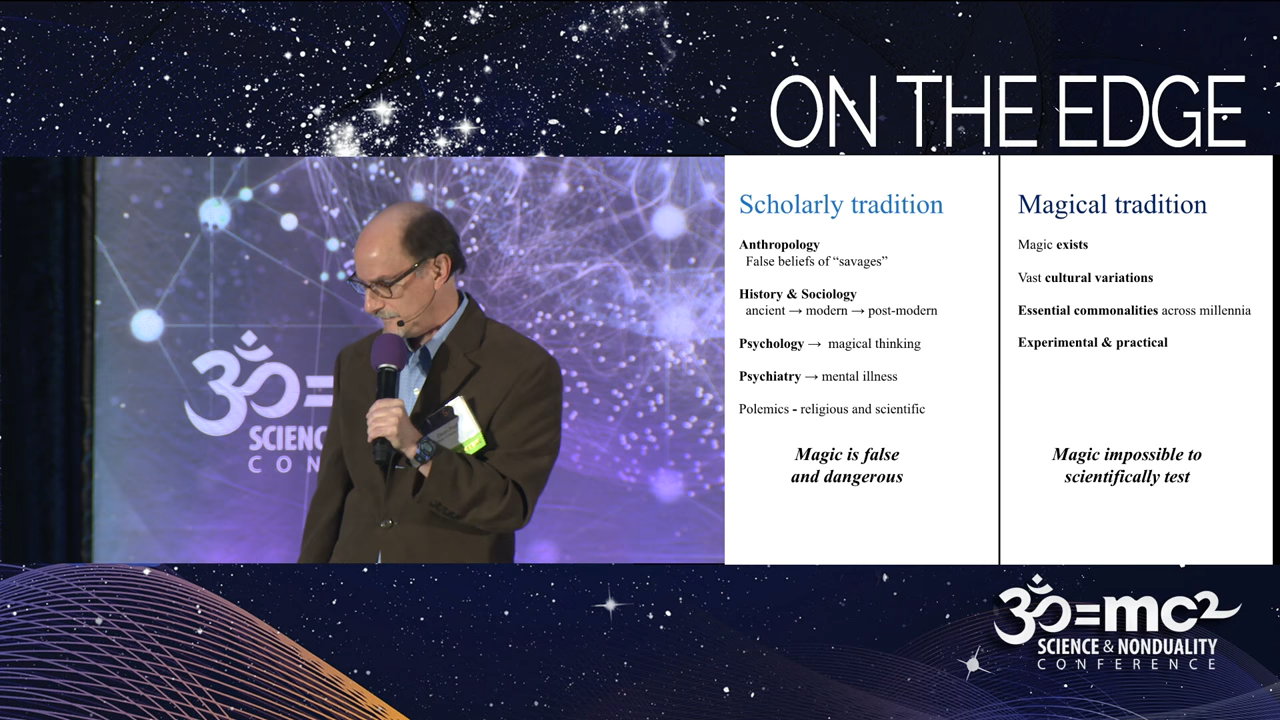 ON THE EDGE
Scholarly tradition
Anthropology
False beliefs of “savages”
History & Sociology
ancient → modern → post-modern
Psychology → magical thinking
Psychiatry → mental illness
Polemics - religious and scientific
Magic is false
and dangerous
Magical tradition
Magic exists
Vast cultural variations
Essential commonalities across millennia
Experimental & practical
Magic impossible to
scientifically test
ॐ=
SCIENC
CON
ॐ=mc2
SCIENCE & NONDUALITY
CONFERENCE